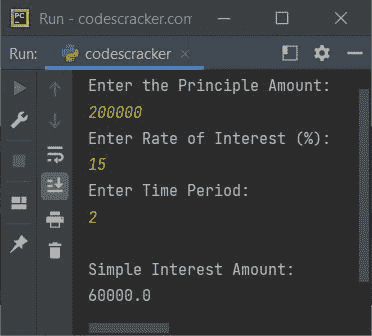 PC
Run - codescracker.com
Run:
codescracker
Enter the Principle Amount:
200000
Enter Rate of Interest (%):
15
Enter Time Period:
2
Simple Interest Amount:
60000.0